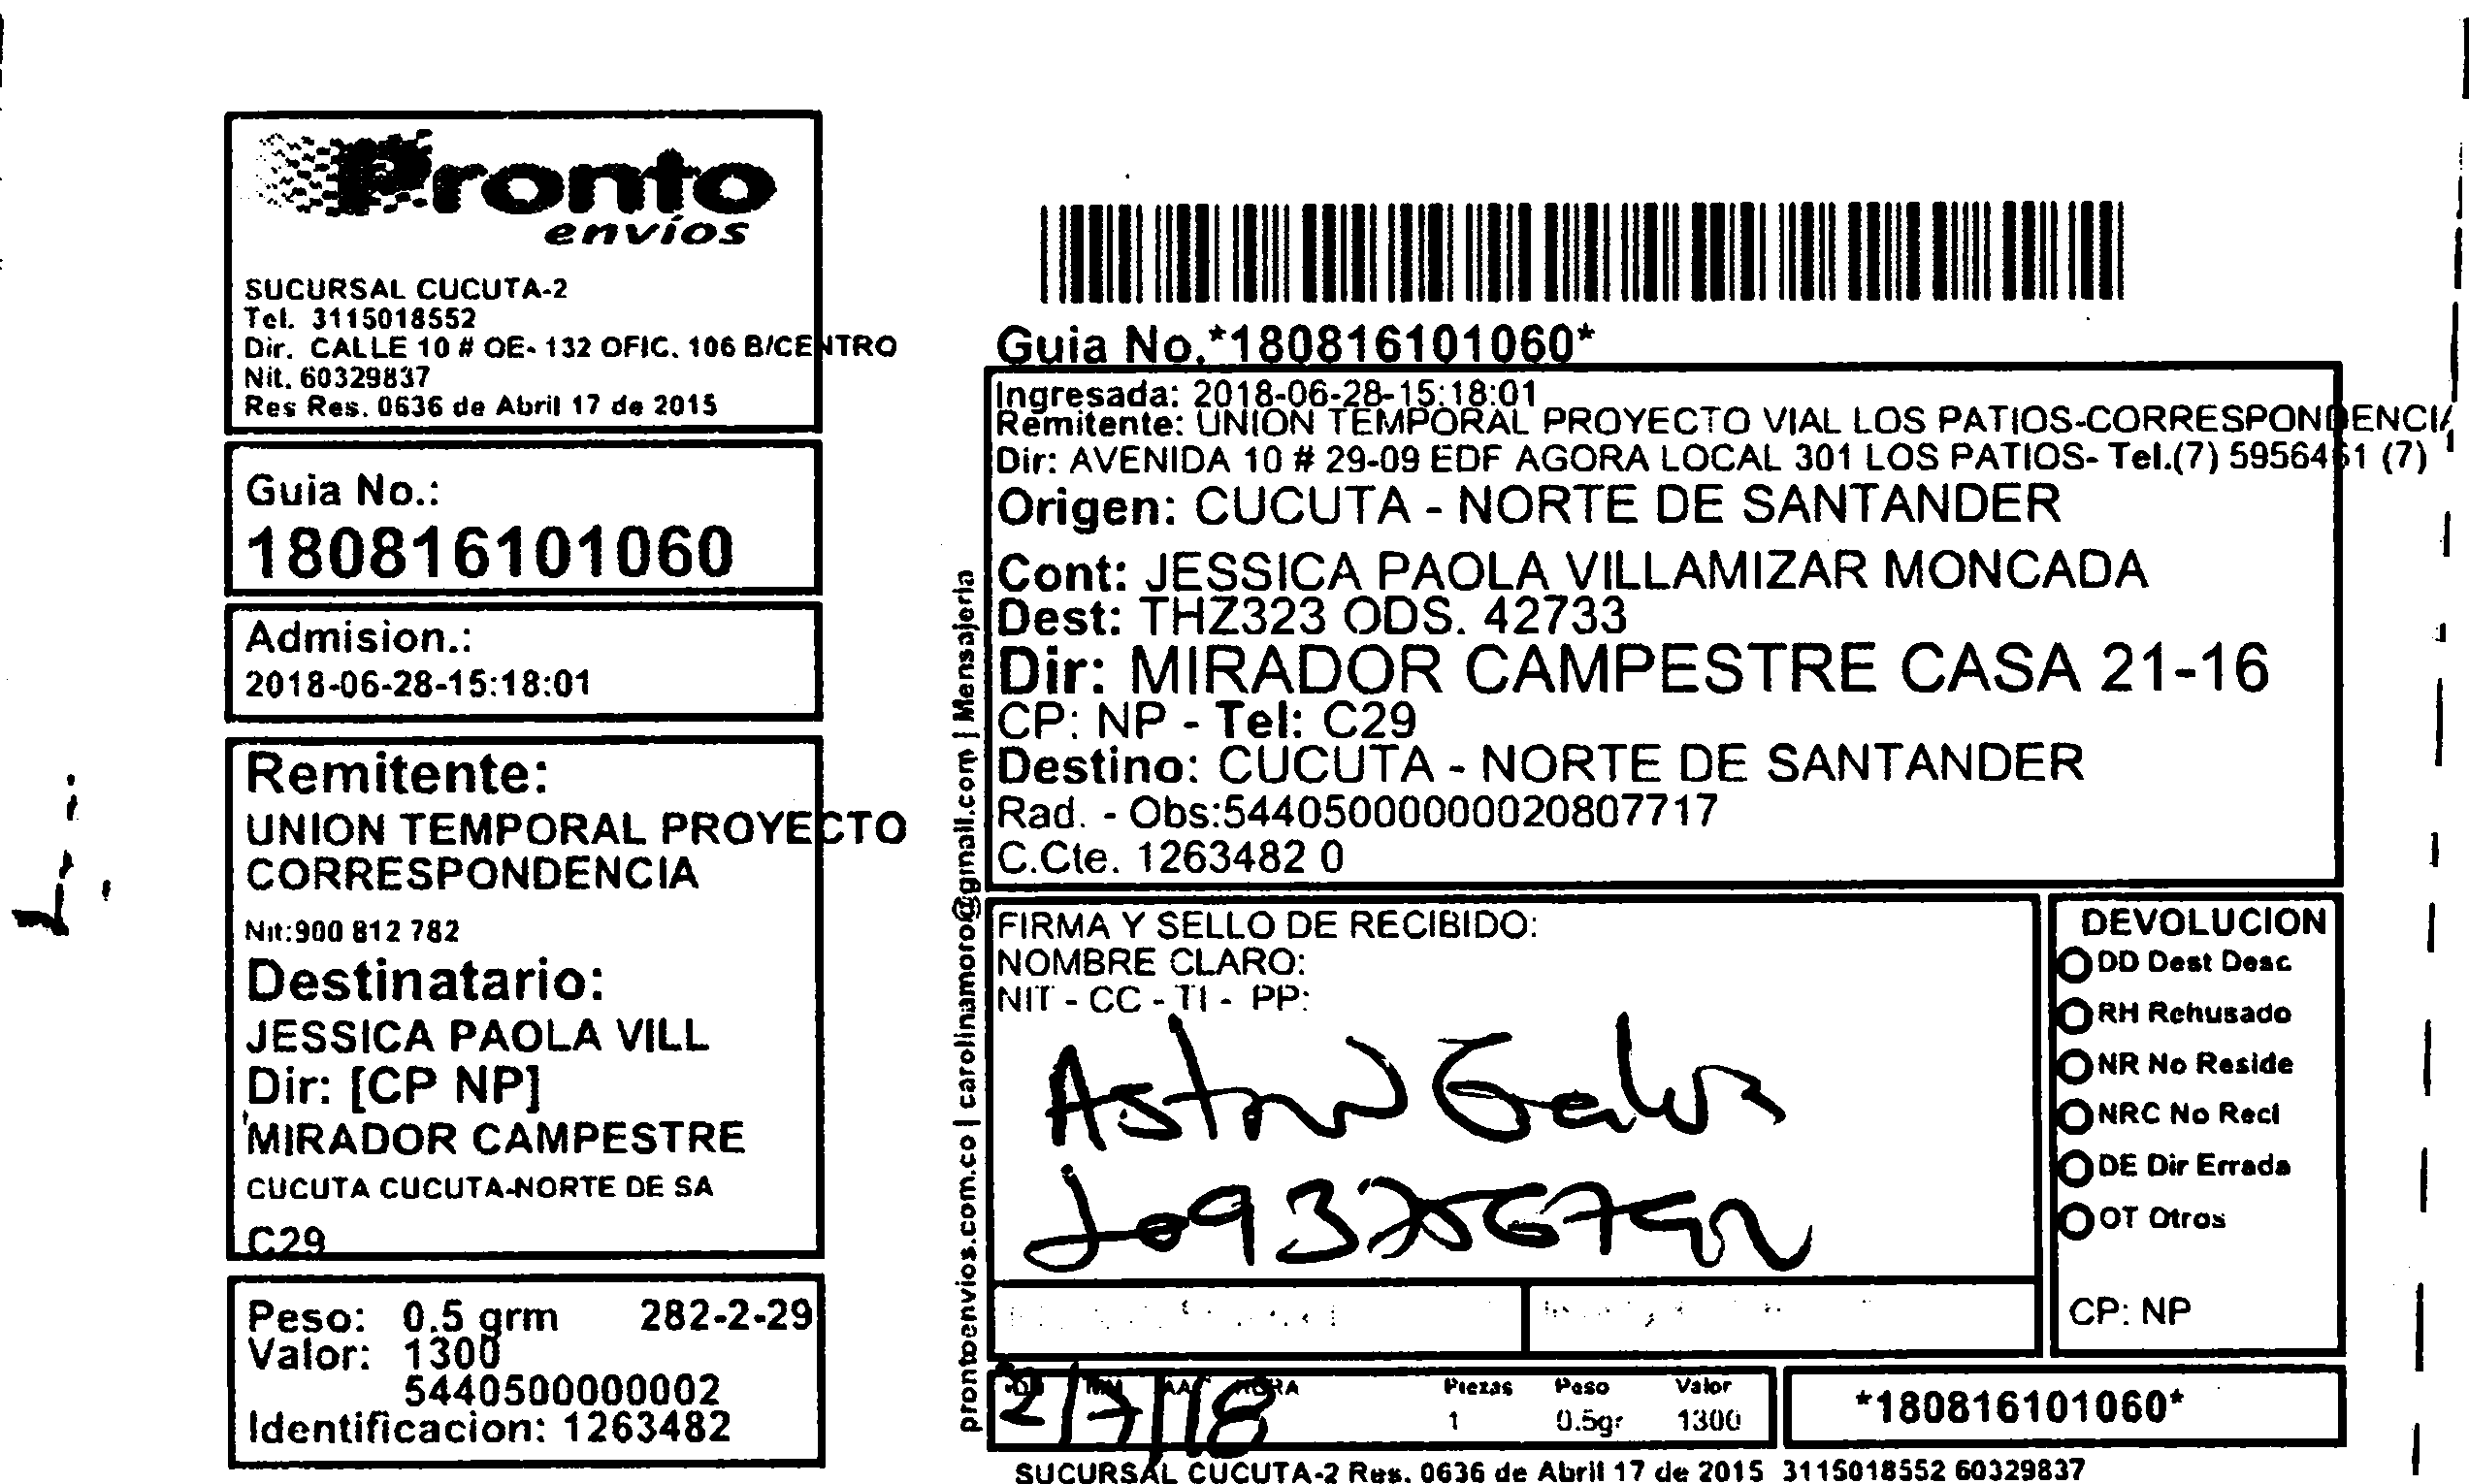 Pronto
envíos
SUCURSAL CUCUTA-2
Tel. 3115018552
Dir. CALLE 10 # OE- 132 OFIC. 106 B/CENTRO
Nit. 60329837
Res Res. 0636 de Abril 17 de 2015
Guia No.:
180816101060
Admision.:
2018-06-28-15:18:01
Remitente:
UNION TEMPORAL PROYECTO
CORRESPONDENCIA
Nit:900 812 782
Destinatario:
JESSICA PAOLA VILL
Dir: [CP NP]
MIRADOR CAMPESTRE
CUCUTA CUCUTA-NORTE DE SA
C29
Peso: 0.5 grm 282-2-29
Valor: 1300
5440500000002
Identificacion: 1263482
prontoenvios.com.co | carolinamoro@gmail.com | Mensajeria
Guia No.*180816101060*
Ingresada: 2018-06-28-15:18:01
Remitente: UNION TEMPORAL PROYECTO VIAL LOS PATIOS-CORRESPONDENCIA
Dir: AVENIDA 10 # 29-09 EDF AGORA LOCAL 301 LOS PATIOS- Tel.(7) 5956461 (7)
Origen: CUCUTA - NORTE DE SANTANDER
Cont: JESSICA PAOLA VILLAMIZAR MONCADA
Dest: THZ323 ODS. 42733
Dir: MIRADOR CAMPESTRE CASA 21-16
CP: NP - Tel: C29
Destino: CUCUTA - NORTE DE SANTANDER
Rad. - Obs:54405000000020807717
C.Cte. 1263482 0
FIRMA Y SELLO DE RECIBIDO:
NOMBRE CLARO:
NIT - CC - TI - PP:
DEVOLUCION
DD Dest Desc
RH Rehusado
NR No Reside
NRC No Recl
DE Dir Errada
OT Otros
CP: NP
HORA Piezas Peso Valor
2/7/18 1 0.5gr 1300
*180816101060*
SUCURSAL CUCUTA-2 Res. 0636 de Abril 17 de 2015 3115018552 60329837